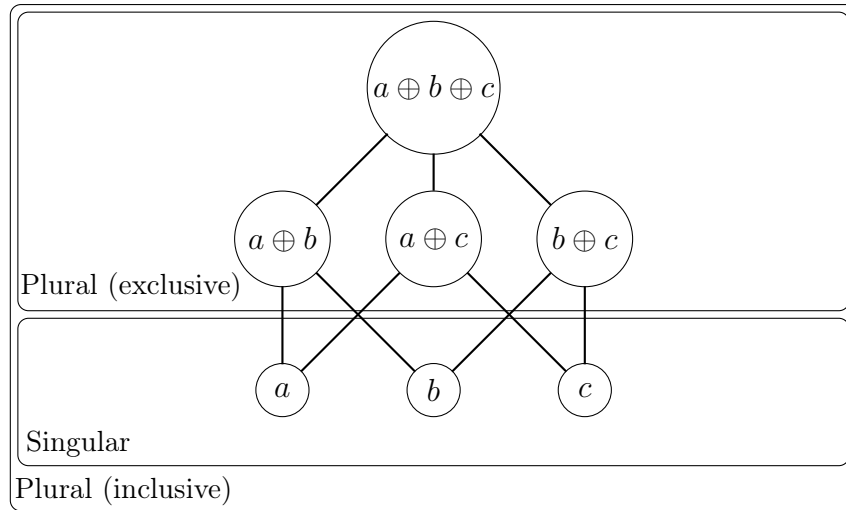 a ⊕ b ⊕ c
a ⊕ b a ⊕ c b ⊕ c
Plural (exclusive)
a b c
Singular
Plural (inclusive)